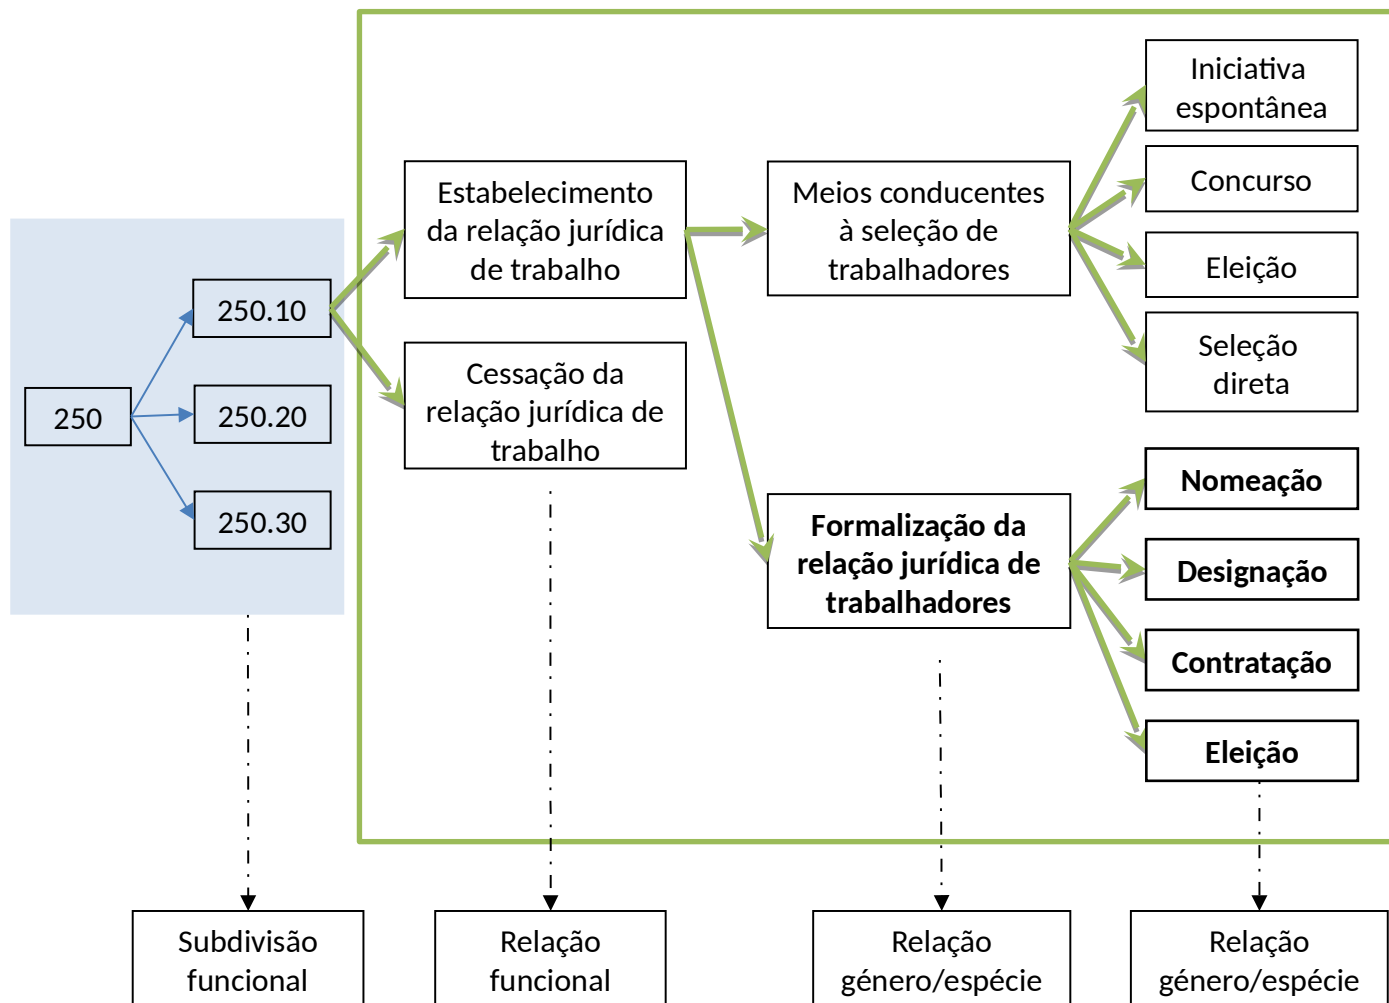 250
250.10
250.20
250.30
Estabelecimento
da relação jurídica
de trabalho
Cessação da
relação jurídica de
trabalho
Meios conducentes
à seleção de
trabalhadores
Formalização da
relação jurídica de
trabalhadores
Iniciativa
espontânea
Concurso
Eleição
Seleção
direta
Nomeação
Designação
Contratação
Eleição
Subdivisão
funcional
Relação
funcional
Relação
género/espécie
Relação
género/espécie